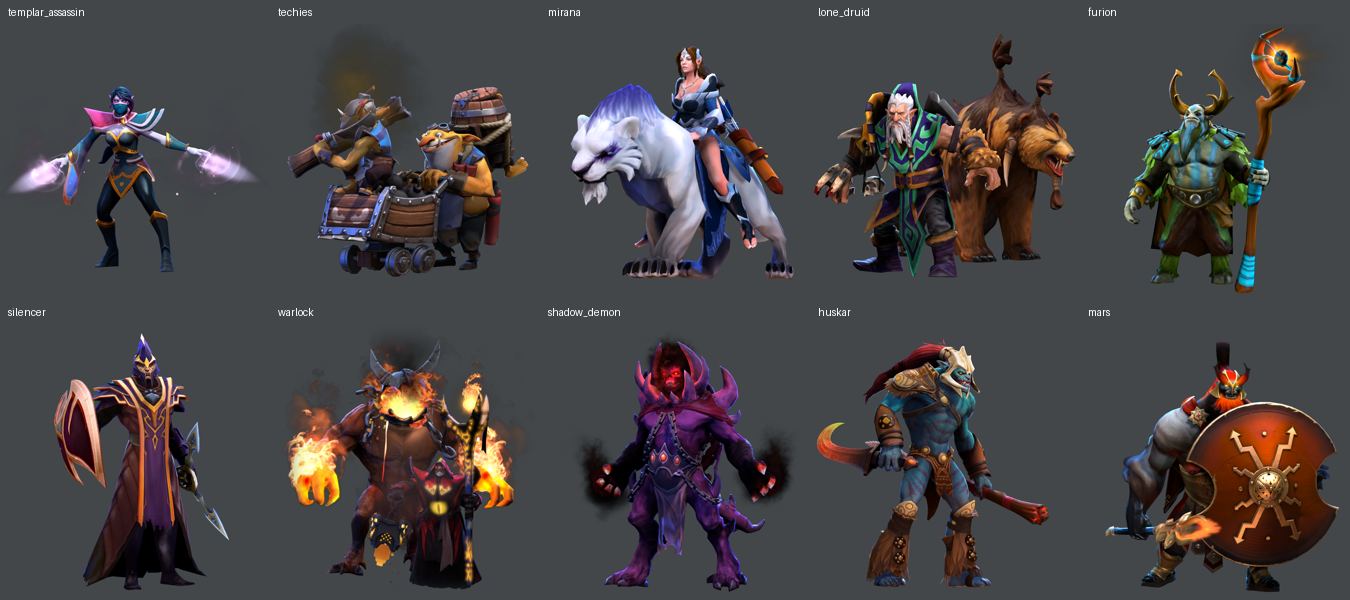 templar_assassin
techies
mirana
lone_druid
furion
silencer
warlock
shadow_demon
huskar
mars